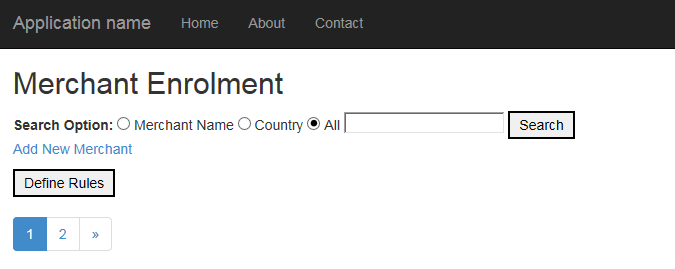 Application name Home About Contact
Merchant Enrolment
Search Option: Merchant Name Country All Search
Add New Merchant
Define Rules
1 2 »